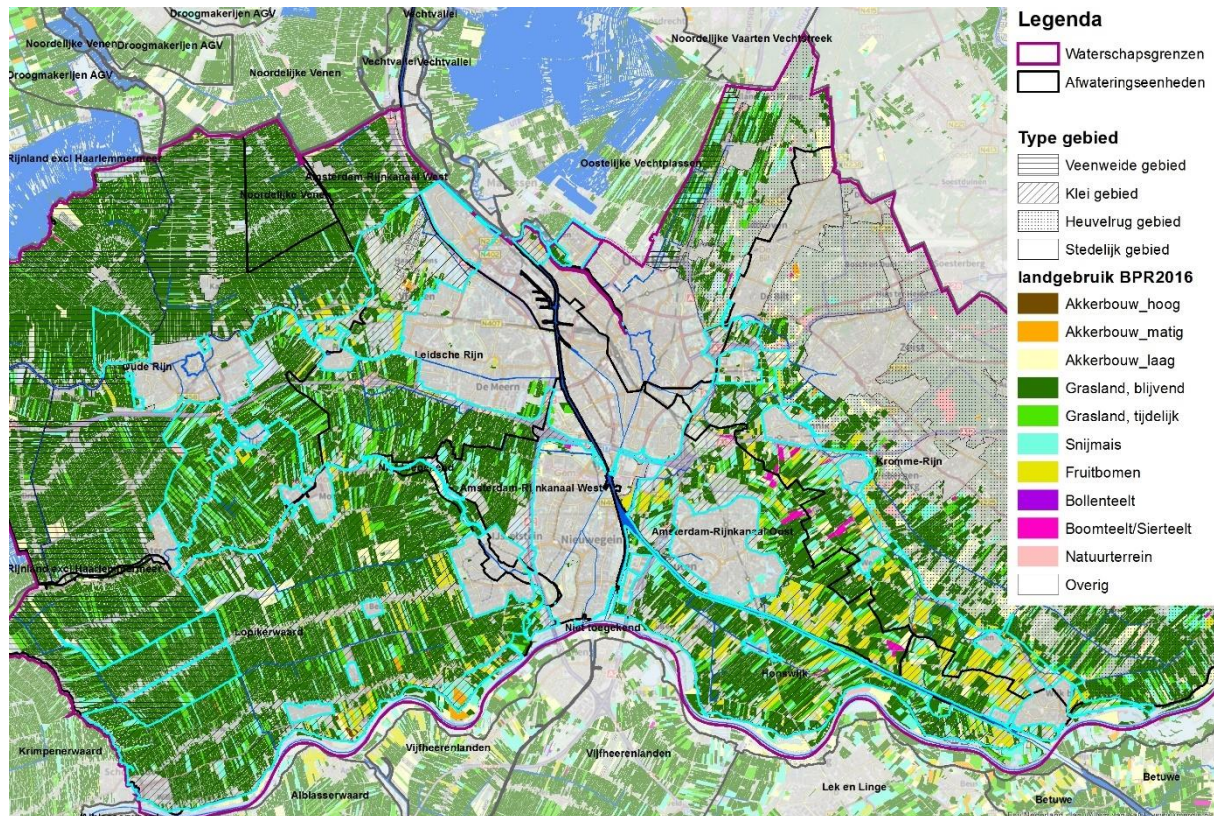 Droogmakerijen AGV
Vechtvallei
Noordelijke Venen
Droogmakerijen AGV
Noordelijke Vaarten Vechtstreek
Vechtvallei
Vechtvallei
Droogmakerijen AGV
Noordelijke Venen
Rijnland excl Haarlemmermeer
Oostelijke Vechtplassen
Amsterdam-Rijnkanaal West
Noordelijke Venen
Oude Rijn
Leidsche Rijn
De Meern
Zeist
Kromme-Rijn
Amsterdam-Rijnkanaal West
Amsterdam-Rijnkanaal Oost
Nieuwegein
Rijnland excl Haarlemmermeer
Lopikerwaard
Niet toegekend
Honswijk
Krimpenerwaard
Vijfheerenlanden
Vijfheerenlanden
Alblasserwaard
Lek en Linge
Betuwe
Betuwe
Legenda
Waterschapsgrenzen
Afwateringseenheden
Type gebied
Veenweide gebied
Klei gebied
Heuvelrug gebied
Stedelijk gebied
landgebruik BPR2016
Akkerbouw_hoog
Akkerbouw_matig
Akkerbouw_laag
Grasland, blijvend
Grasland, tijdelijk
Snijmais
Fruitbomen
Bollenteelt
Boomteelt/Sierteelt
Natuurterrein
Overig